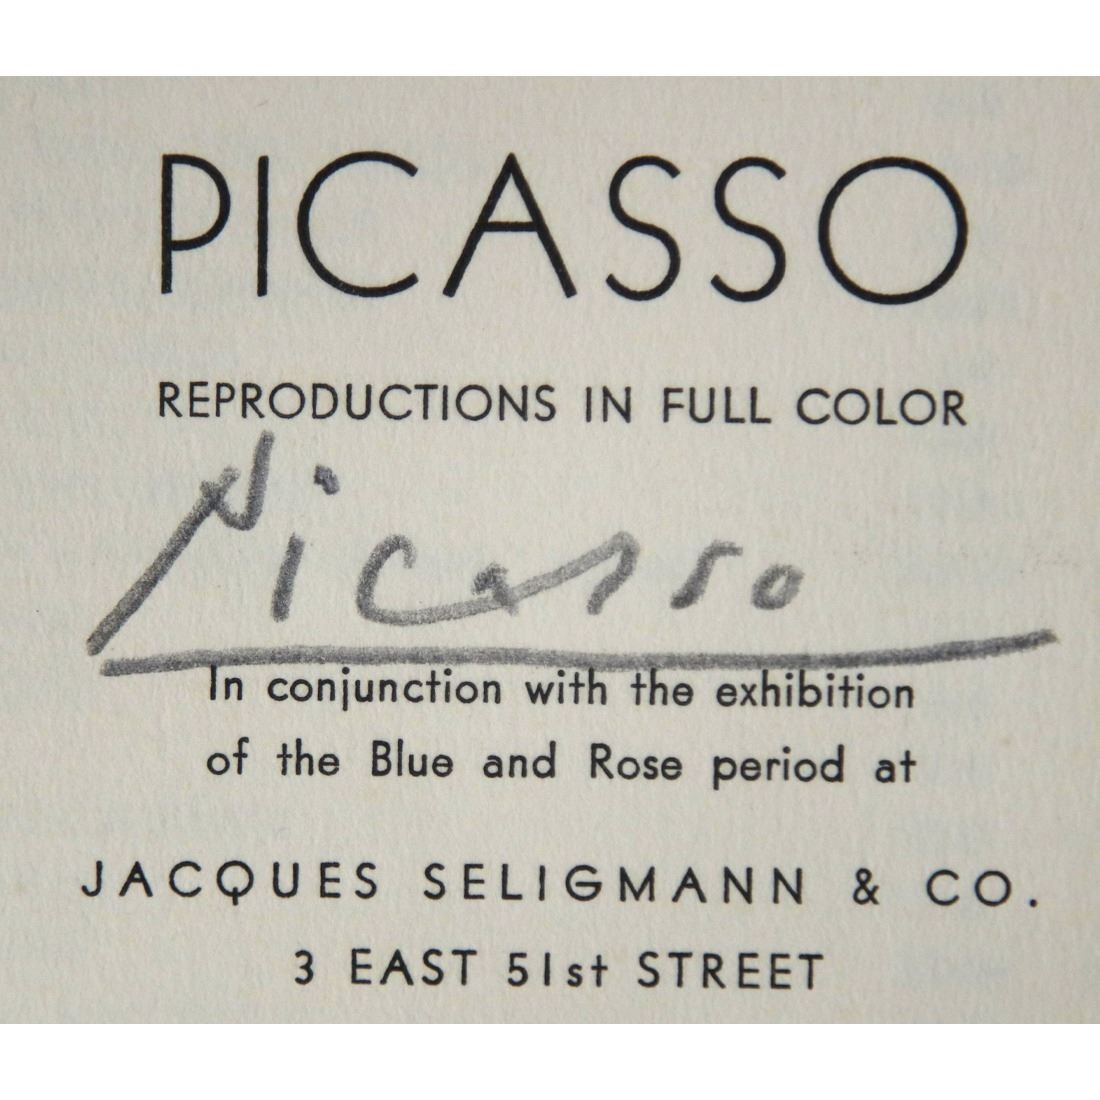 PICASSO
REPRODUCTIONS IN FULL COLOR
Picasso
In conjunction with the exhibition
of the Blue and Rose period at
JACQUES SELIGMANN & CO.
3 EAST 51st STREET